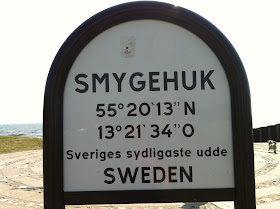 SMYGEHUK
55°20'13"N
13°21'34"O
Sveriges sydligaste udde
SWEDEN